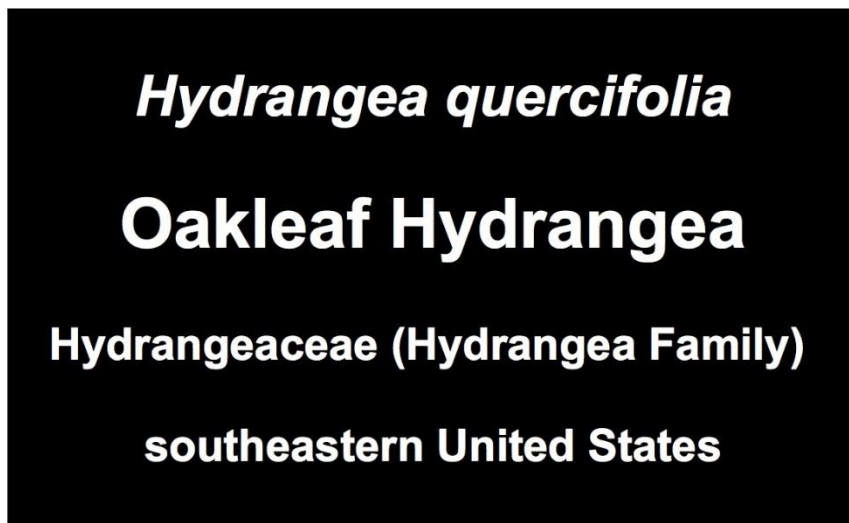 Hydrangea quercifolia
Oakleaf Hydrangea
Hydrangeaceae (Hydrangea Family)
southeastern United States